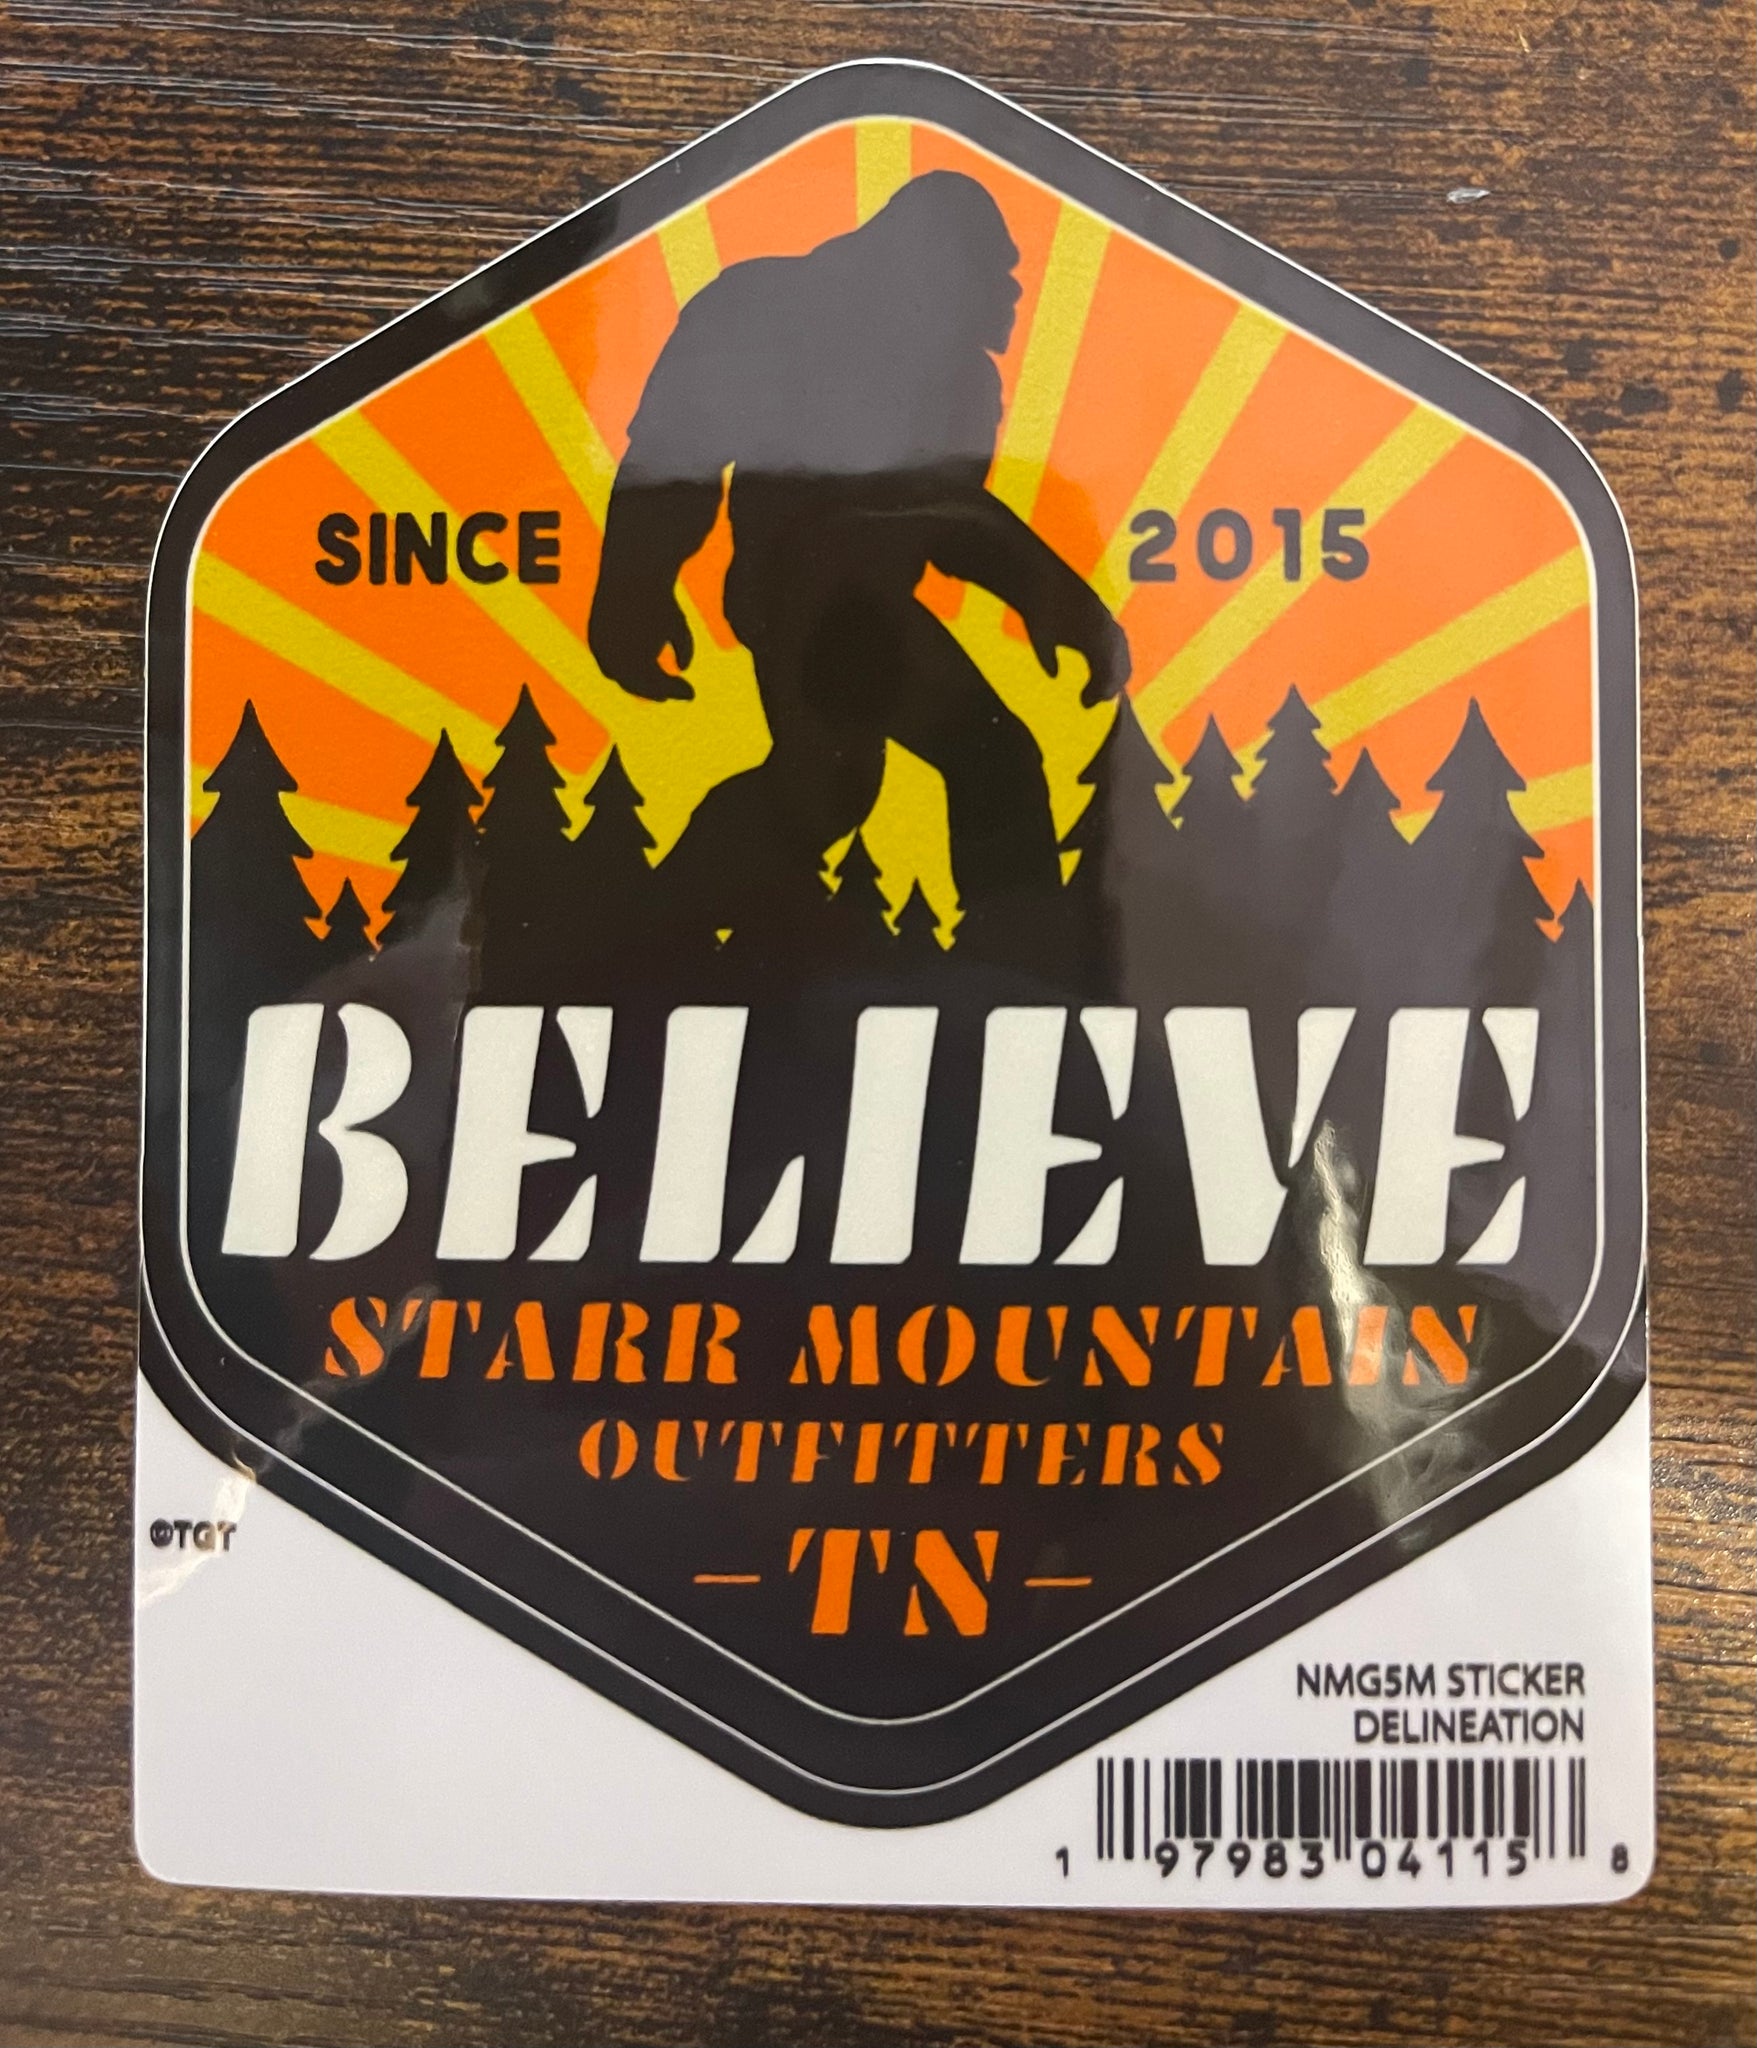 SINCE 2015
BELIEVE
STARR MOUNTAIN
OUTFITTERS
–TN–
©TGT
NMG5M STICKER
DELINEATION
1 97983 04115 8